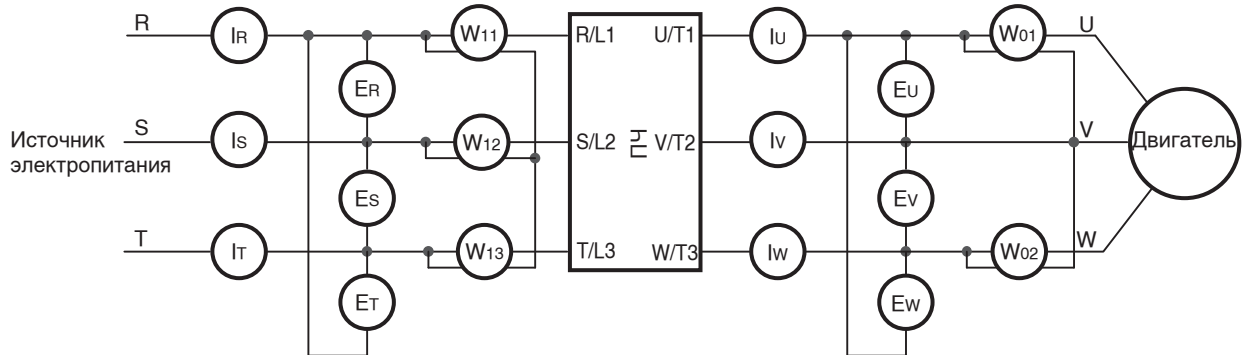 R IR W11 R/L1 U/T1 IU W01 U
ER EU
Источник электропитания
S IS W12 S/L2 ПЧ V/T2 IV V Двигатель
ES EV
T IT W13 T/L3 W/T3 IW W02 W
ET EW